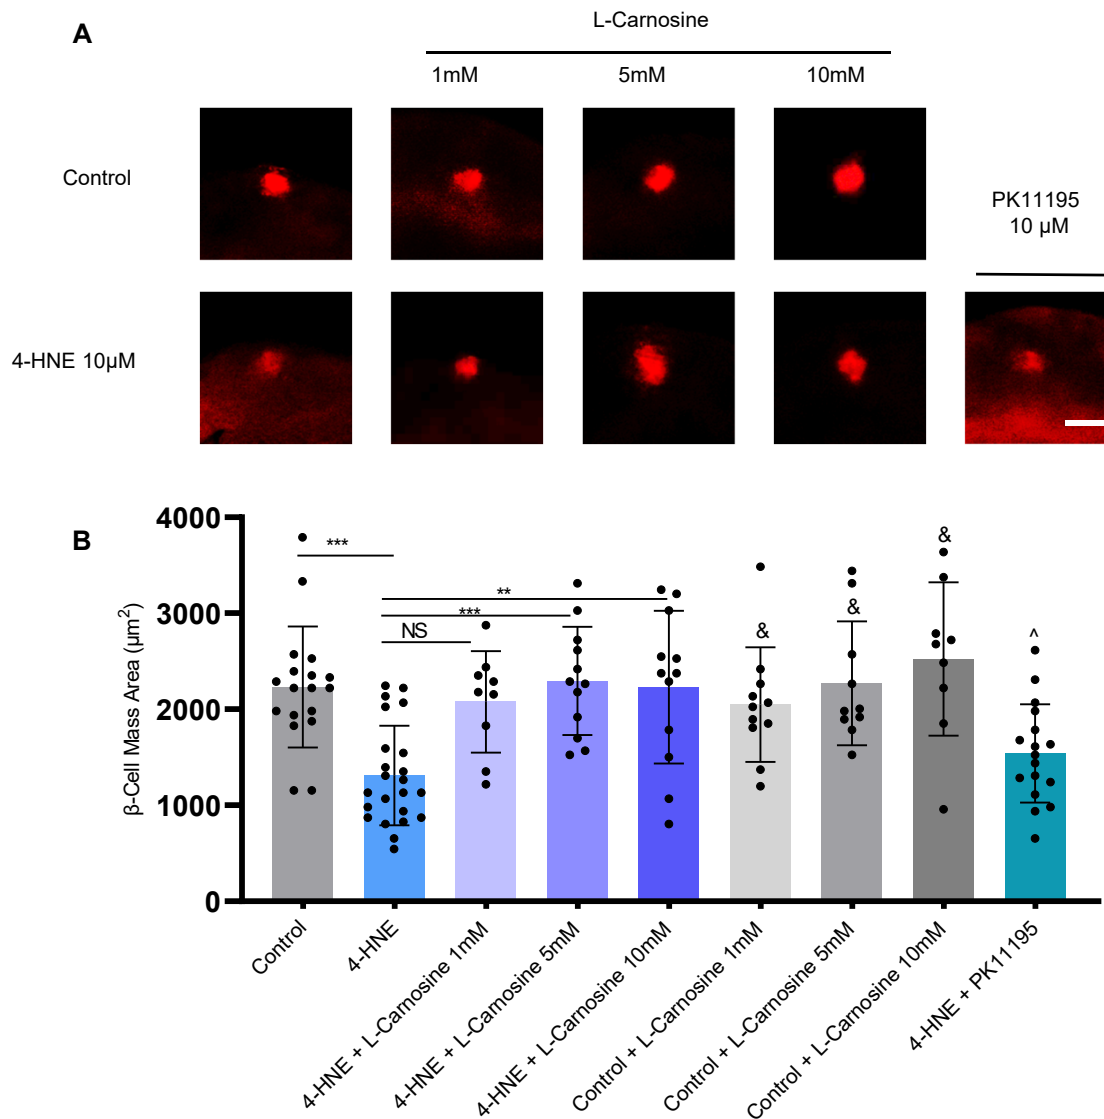 A
L-Carnosine
1mM 5mM 10mM
Control
PK11195
10 µM
4-HNE 10µM
B
β-Cell Mass Area (µm²)
4000
3000
2000
1000
0
***
**
***
NS
&
&
&
^
Control
4-HNE
4-HNE + L-Carnosine 1mM
4-HNE + L-Carnosine 5mM
4-HNE + L-Carnosine 10mM
Control + L-Carnosine 1mM
Control + L-Carnosine 5mM
Control + L-Carnosine 10mM
4-HNE + PK11195